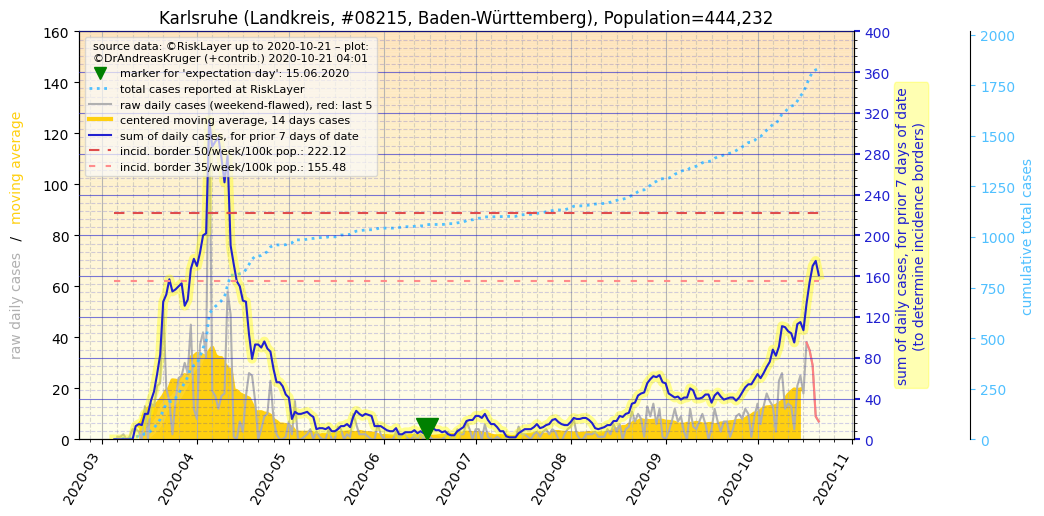 Karlsruhe (Landkreis, #08215, Baden-Württemberg), Population=444,232
source data: ©RiskLayer up to 2020-10-21 – plot:
©DrAndreasKruger (+contrib.) 2020-10-21 04:01
marker for 'expectation day': 15.06.2020
total cases reported at RiskLayer
raw daily cases (weekend-flawed), red: last 5
centered moving average, 14 days cases
sum of daily cases, for prior 7 days of date
incid. border 50/week/100k pop.: 222.12
incid. border 35/week/100k pop.: 155.48
raw daily cases / moving average
160
140
120
100
80
60
40
20
0
2020-03
2020-04
2020-05
2020-06
2020-07
2020-08
2020-09
2020-10
2020-11
400
360
320
280
240
200
160
120
80
40
0
sum of daily cases, for prior 7 days of date
(to determine incidence borders)
2000
1750
1500
1250
1000
750
500
250
0
cumulative total cases